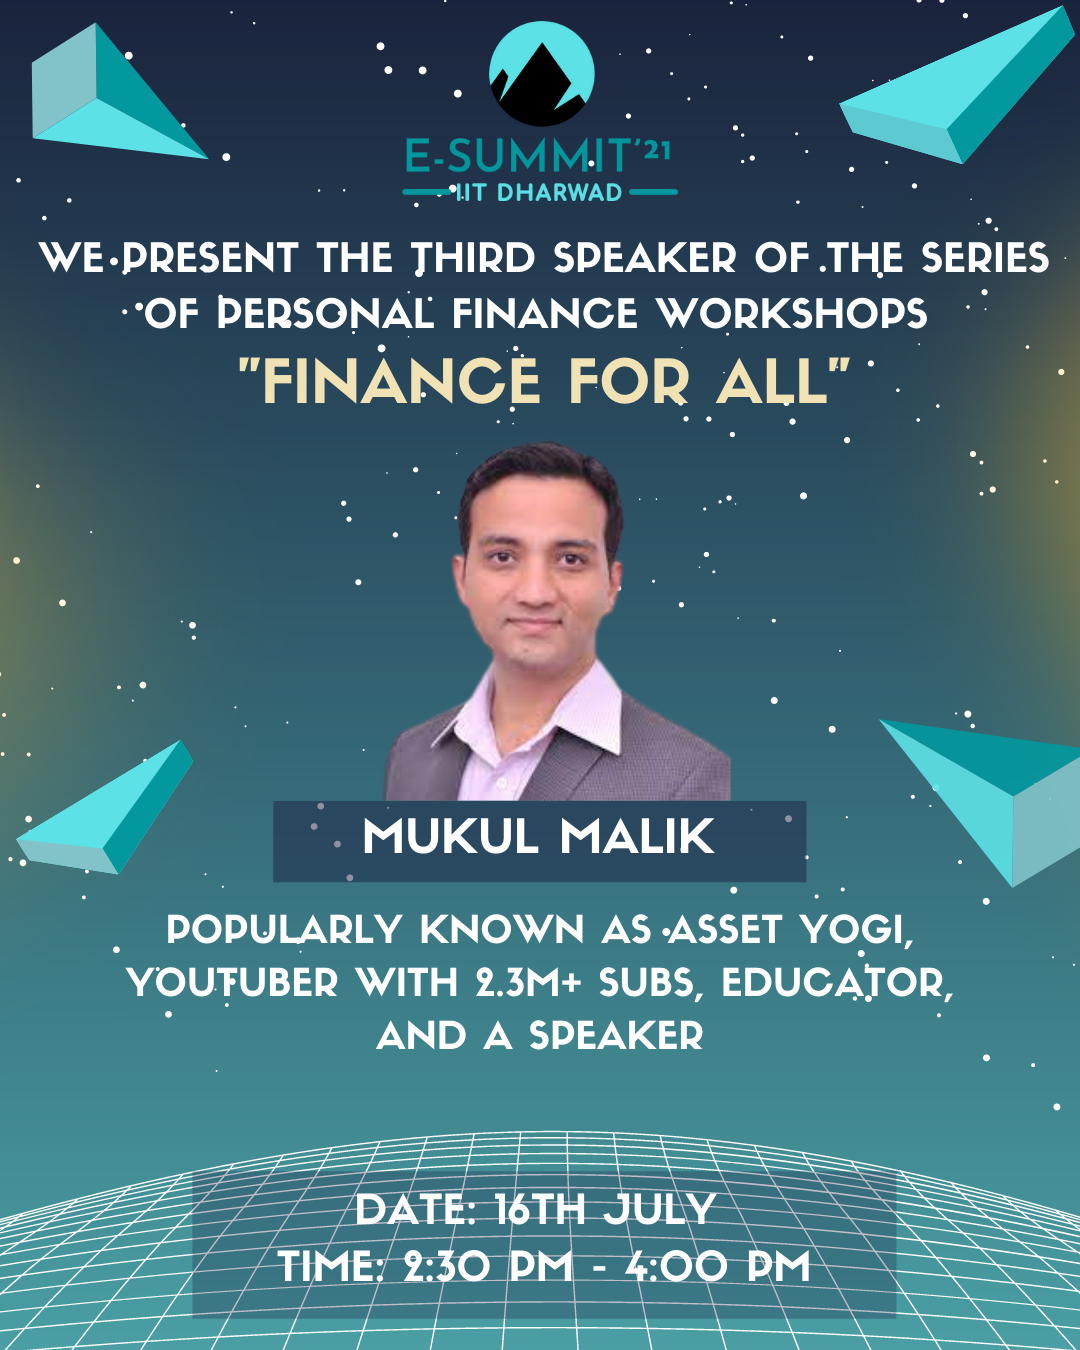 E-SUMMIT'21
IIT DHARWAD
WE PRESENT THE THIRD SPEAKER OF THE SERIES
OF PERSONAL FINANCE WORKSHOPS
"FINANCE FOR ALL"
MUKUL MALIK
POPULARLY KNOWN AS ASSET YOGI,
YOUTUBER WITH 2.3M+ SUBS, EDUCATOR,
AND A SPEAKER
DATE: 16TH JULY
TIME: 2:30 PM - 4:00 PM